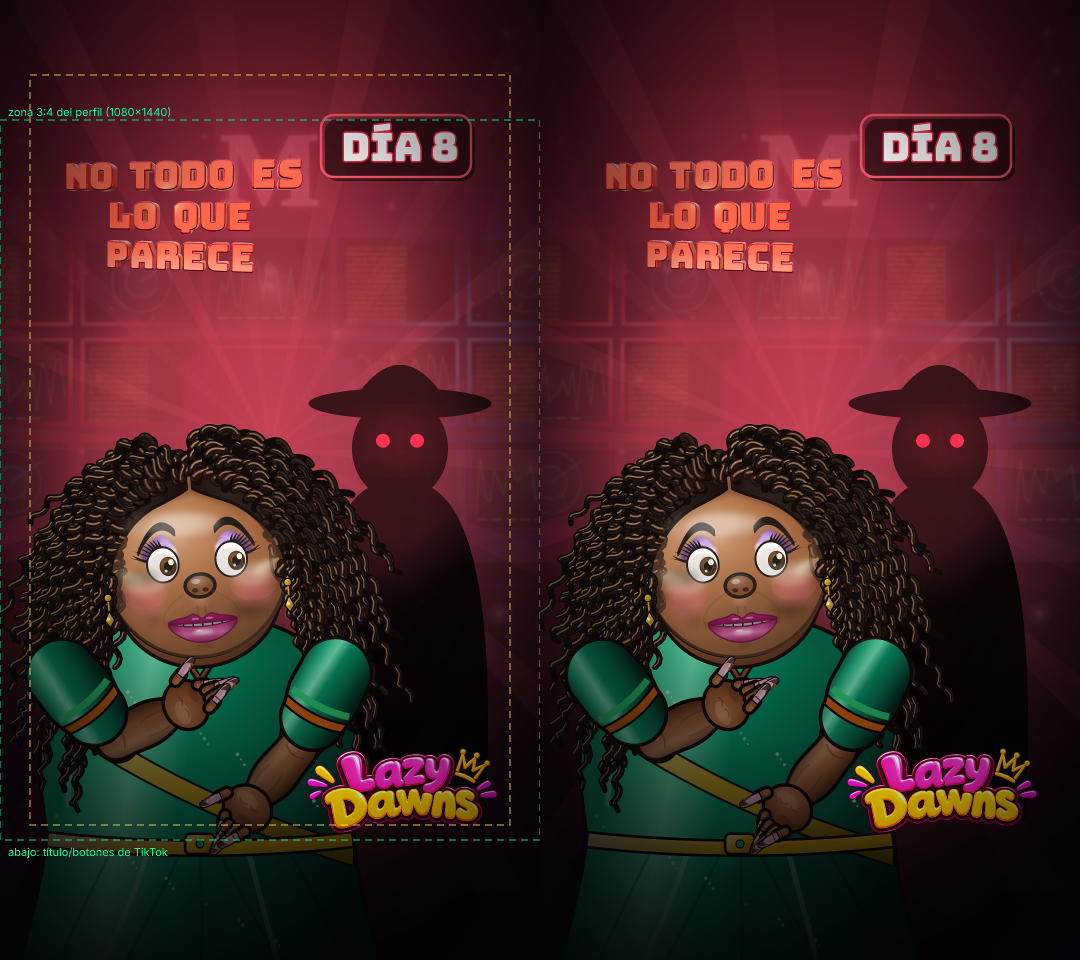 zona 3:4 del perfil (1080×1440)
DÍA 8
M
NO TODO ES
LO QUE
PARECE
Lazy
Dawns
abajo: título/botones de TikTok
DÍA 8
M
NO TODO ES
LO QUE
PARECE
Lazy
Dawns